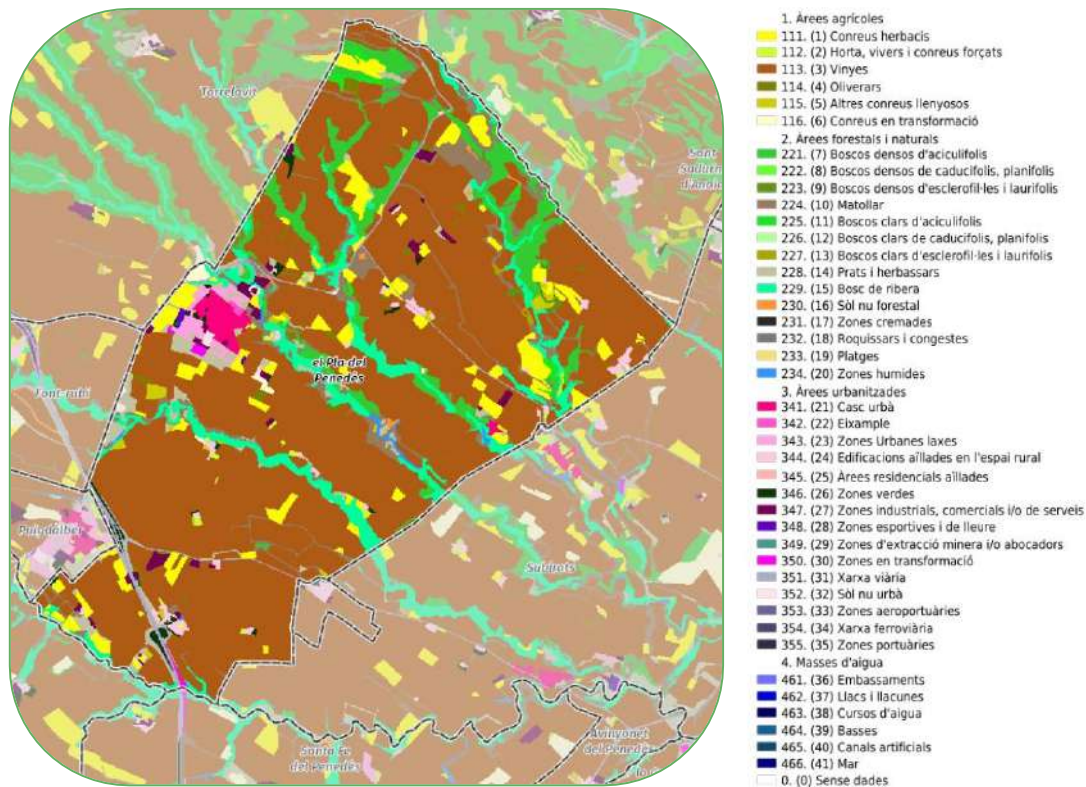 Torrelavit
Sant
Sadurní
d'Anoia
el Pla del
Penedès
Font-rubí
Puigdàlber
Subirats
Santa Fe
del Penedès
Avinyonet
del Penedès
1. Àrees agrícoles
111. (1) Conreus herbacis
112. (2) Horta, vivers i conreus forçats
113. (3) Vinyes
114. (4) Oliverars
115. (5) Altres conreus llenyosos
116. (6) Conreus en transformació
2. Àrees forestals i naturals
221. (7) Boscos densos d'aciculifolis
222. (8) Boscos densos de caducifolis, planifolis
223. (9) Boscos densos d'esclerofil·les i laurifolis
224. (10) Matollar
225. (11) Boscos clars d'aciculifolis
226. (12) Boscos clars de caducifolis, planifolis
227. (13) Boscos clars d'esclerofil·les i laurifolis
228. (14) Prats i herbassars
229. (15) Bosc de ribera
230. (16) Sòl nu forestal
231. (17) Zones cremades
232. (18) Roquissars i congestes
233. (19) Platges
234. (20) Zones humides
3. Àrees urbanitzades
341. (21) Casc urbà
342. (22) Eixample
343. (23) Zones Urbanes laxes
344. (24) Edificacions aïllades en l'espai rural
345. (25) Àrees residencials aïllades
346. (26) Zones verdes
347. (27) Zones industrials, comercials i/o de serveis
348. (28) Zones esportives i de lleure
349. (29) Zones d'extracció minera i/o abocadors
350. (30) Zones en transformació
351. (31) Xarxa viària
352. (32) Sòl nu urbà
353. (33) Zones aeroportuàries
354. (34) Xarxa ferroviària
355. (35) Zones portuàries
4. Masses d'aigua
461. (36) Embassaments
462. (37) Llacs i llacunes
463. (38) Cursos d'aigua
464. (39) Basses
465. (40) Canals artificials
466. (41) Mar
0. (0) Sense dades